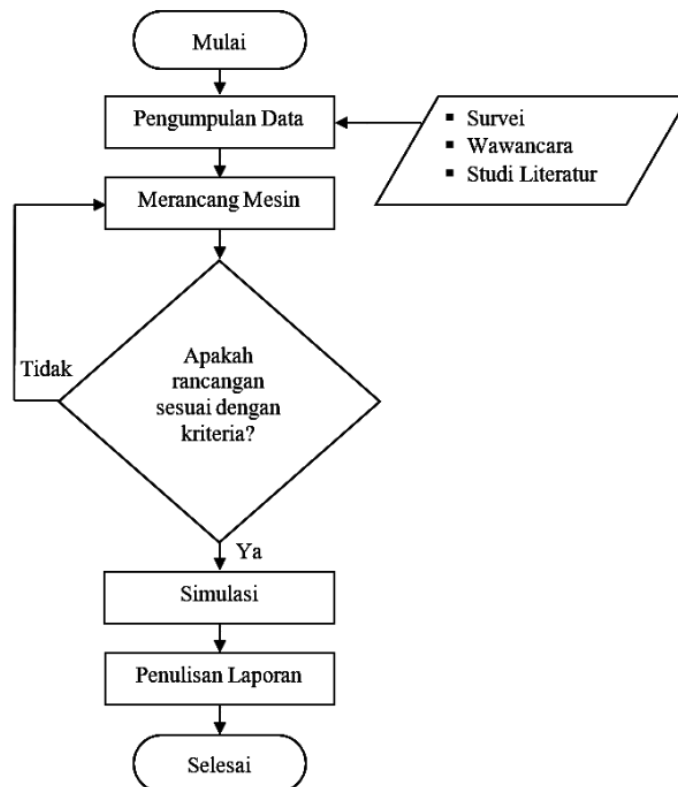 Mulai
Pengumpulan Data
▪ Survei
▪ Wawancara
▪ Studi Literatur
Merancang Mesin
Apakah
rancangan
sesuai dengan
kriteria?
Tidak
Ya
Simulasi
Penulisan Laporan
Selesai